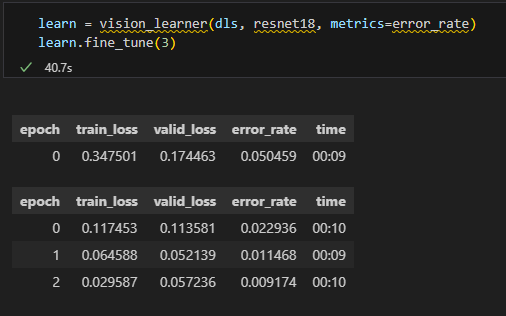 learn = vision_learner(dls, resnet18, metrics=error_rate)
learn.fine_tune(3)
40.7s
epoch train_loss valid_loss error_rate time
0 0.347501 0.174463 0.050459 00:09
epoch train_loss valid_loss error_rate time
0 0.117453 0.113581 0.022936 00:10
1 0.064588 0.052139 0.011468 00:09
2 0.029587 0.057236 0.009174 00:10